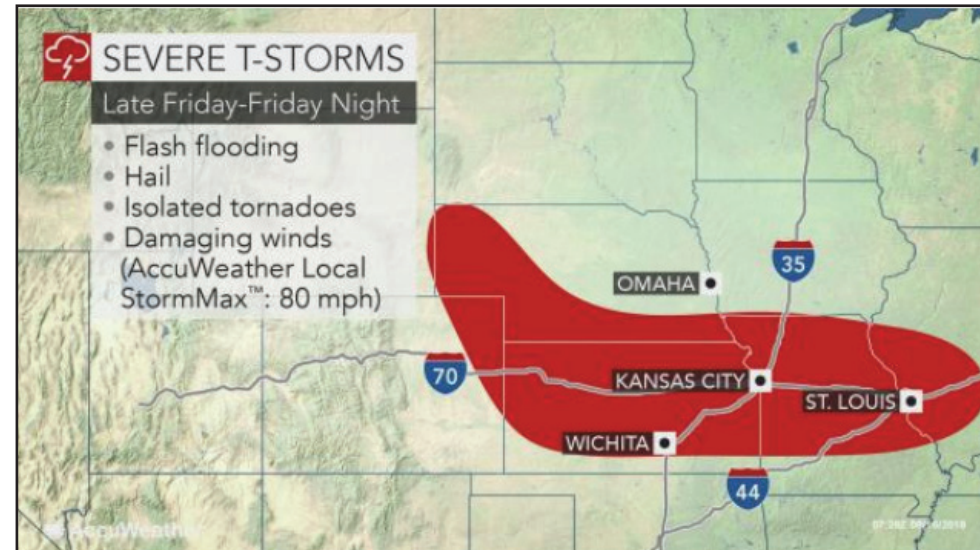 SEVERE T-STORMS
Late Friday-Friday Night
• Flash flooding
• Hail
• Isolated tornadoes
• Damaging winds
(AccuWeather Local
StormMax™: 80 mph)
35
OMAHA
70
KANSAS CITY
ST. LOUIS
WICHITA
44
AccuWeather